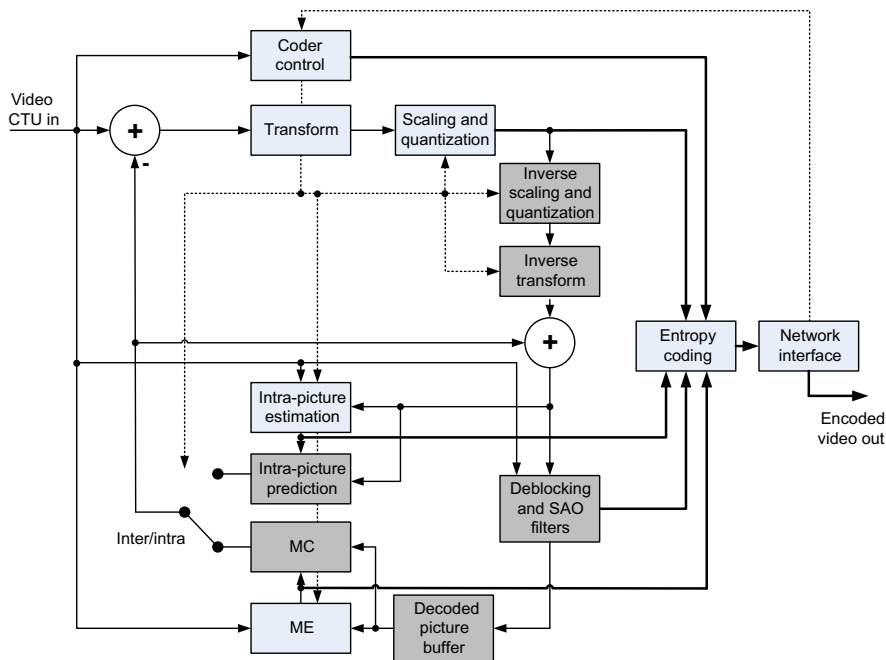 Coder
control
Video
CTU in
+
-
Transform
Scaling and
quantization
Inverse
scaling and
quantization
Inverse
transform
+
Entropy
coding
Network
interface
Encoded
video out
Intra-picture
estimation
Intra-picture
prediction
Deblocking
and SAO
filters
Inter/intra
MC
ME
Decoded
picture
buffer